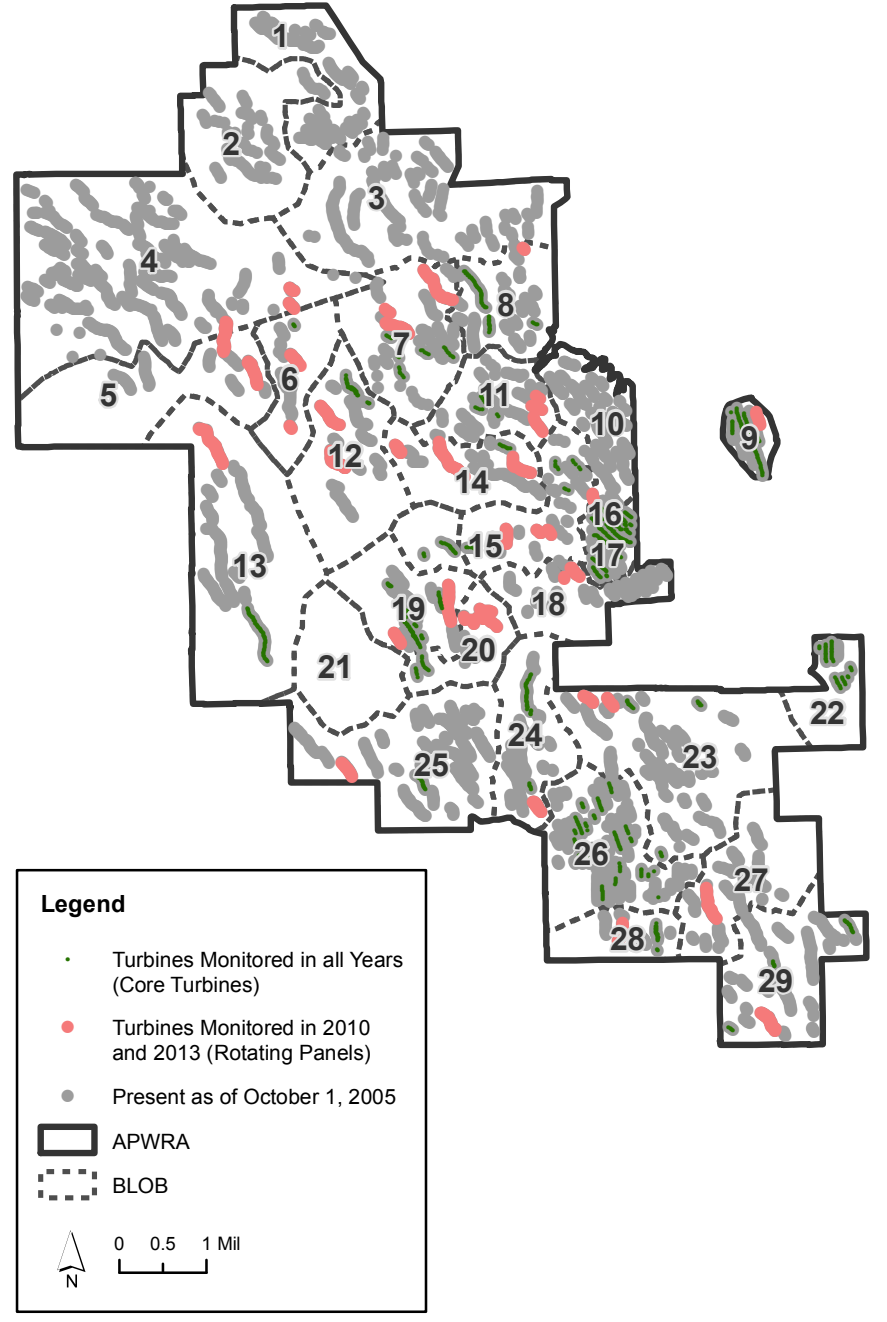 1
2
3
4
5
6
7
8
9
10
11
12
13
14
15
16
17
18
19
20
21
22
23
24
25
26
27
28
29
Legend
Turbines Monitored in all Years
(Core Turbines)
Turbines Monitored in 2010
and 2013 (Rotating Panels)
Present as of October 1, 2005
APWRA
BLOB
0 0.5 1 Mil
N